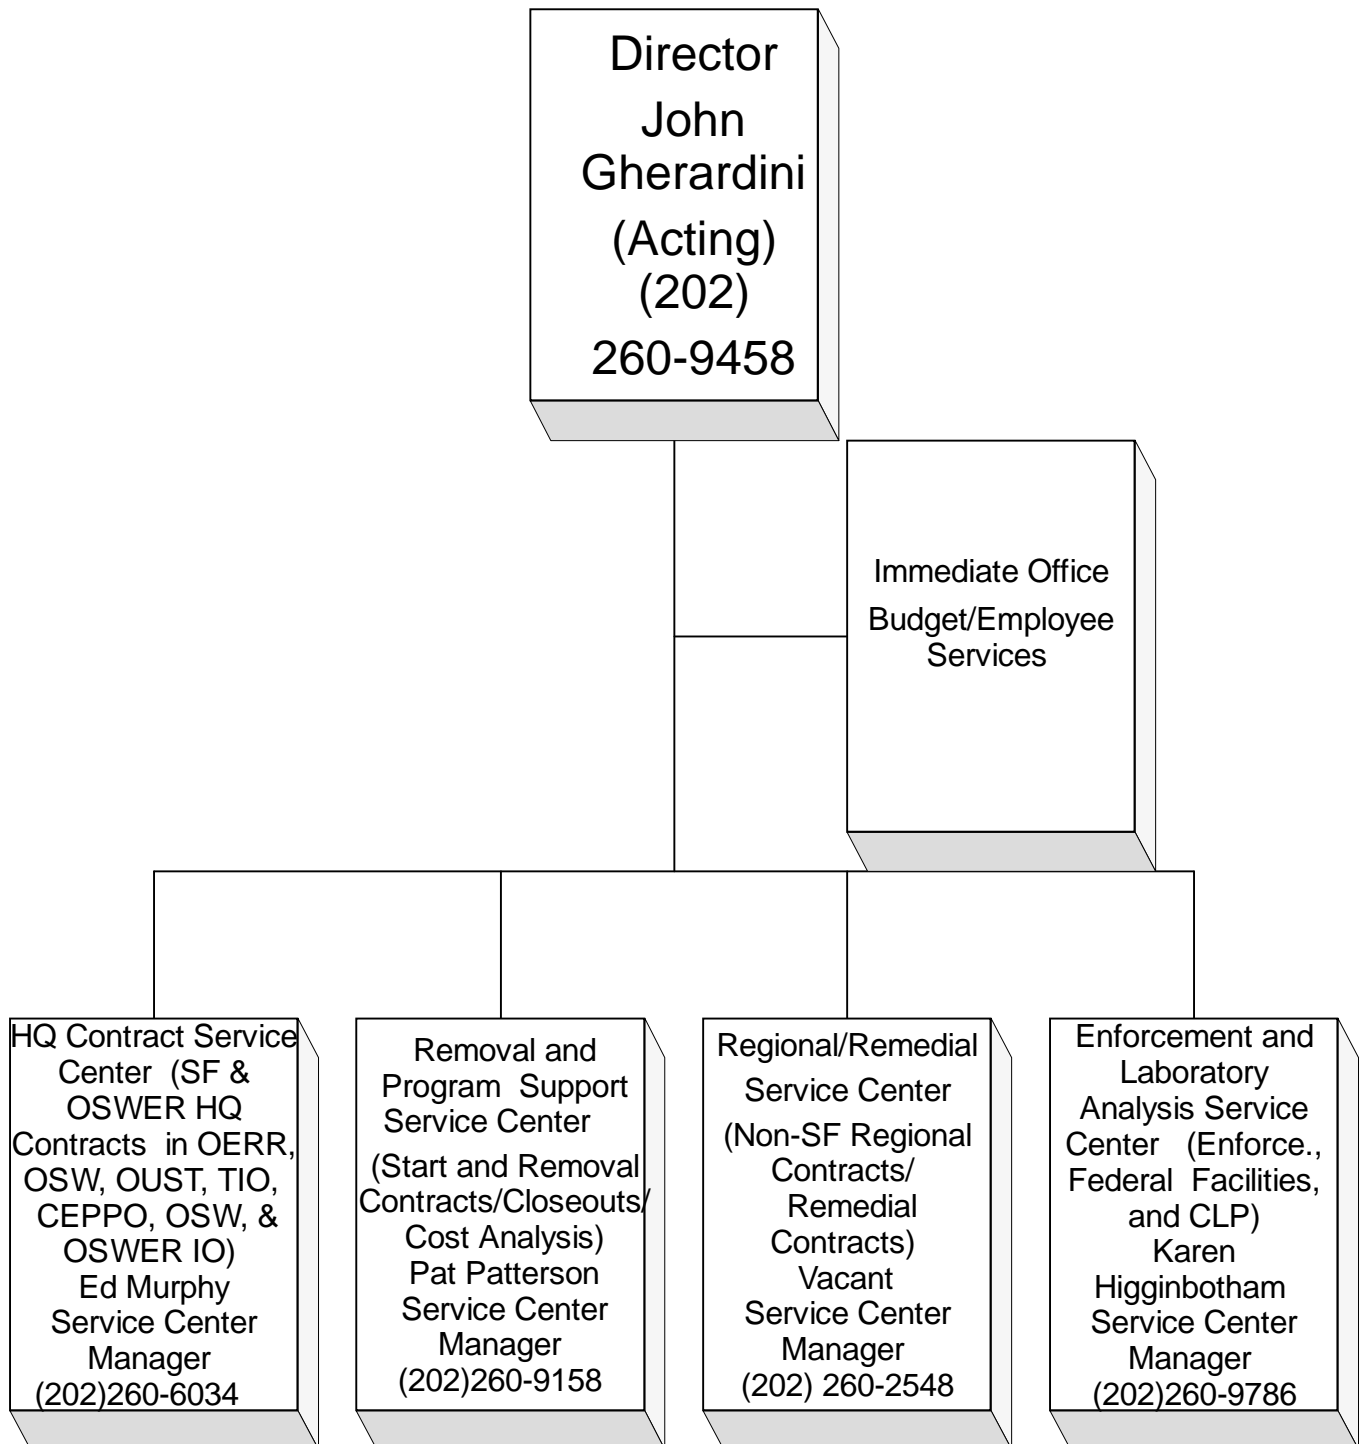 Director
John
Gherardini
(Acting)
(202)
260-9458
Immediate Office
Budget/Employee
Services
HQ Contract Service
Center (SF &
OSWER HQ
Contracts in OERR,
OSW, OUST, TIO,
CEPPO, OSW, &
OSWER IO)
Ed Murphy
Service Center
Manager
(202)260-6034
Removal and
Program Support
Service Center
(Start and Removal
Contracts/Closeouts/
Cost Analysis)
Pat Patterson
Service Center
Manager
(202)260-9158
Regional/Remedial
Service Center
(Non-SF Regional
Contracts/
Remedial
Contracts)
Vacant
Service Center
Manager
(202) 260-2548
Enforcement and
Laboratory
Analysis Service
Center (Enforce.,
Federal Facilities,
and CLP)
Karen
Higginbotham
Service Center
Manager
(202)260-9786